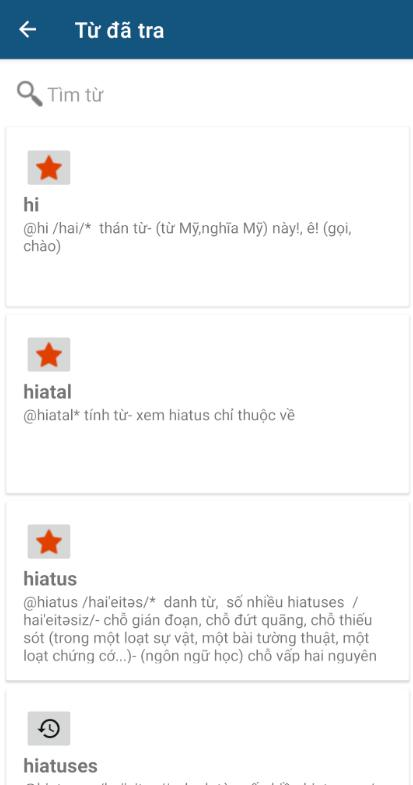 Từ đã tra
Tìm từ
hi
@hi /hai/*  thán từ- (từ Mỹ,nghĩa Mỹ) này!, ê! (gọi,
chào)
hiatal
@hiatal* tính từ- xem hiatus chỉ thuộc về
hiatus
@hiatus /hai'eitəs/*  danh từ,  số nhiều hiatuses  /
hai'eitəsiz/- chỗ gián đoạn, chỗ đứt quãng, chỗ thiếu
sót (trong một loạt sự vật, một bài tường thuật, một
loạt chứng cớ...)- (ngôn ngữ học) chỗ vấp hai nguyên
hiatuses